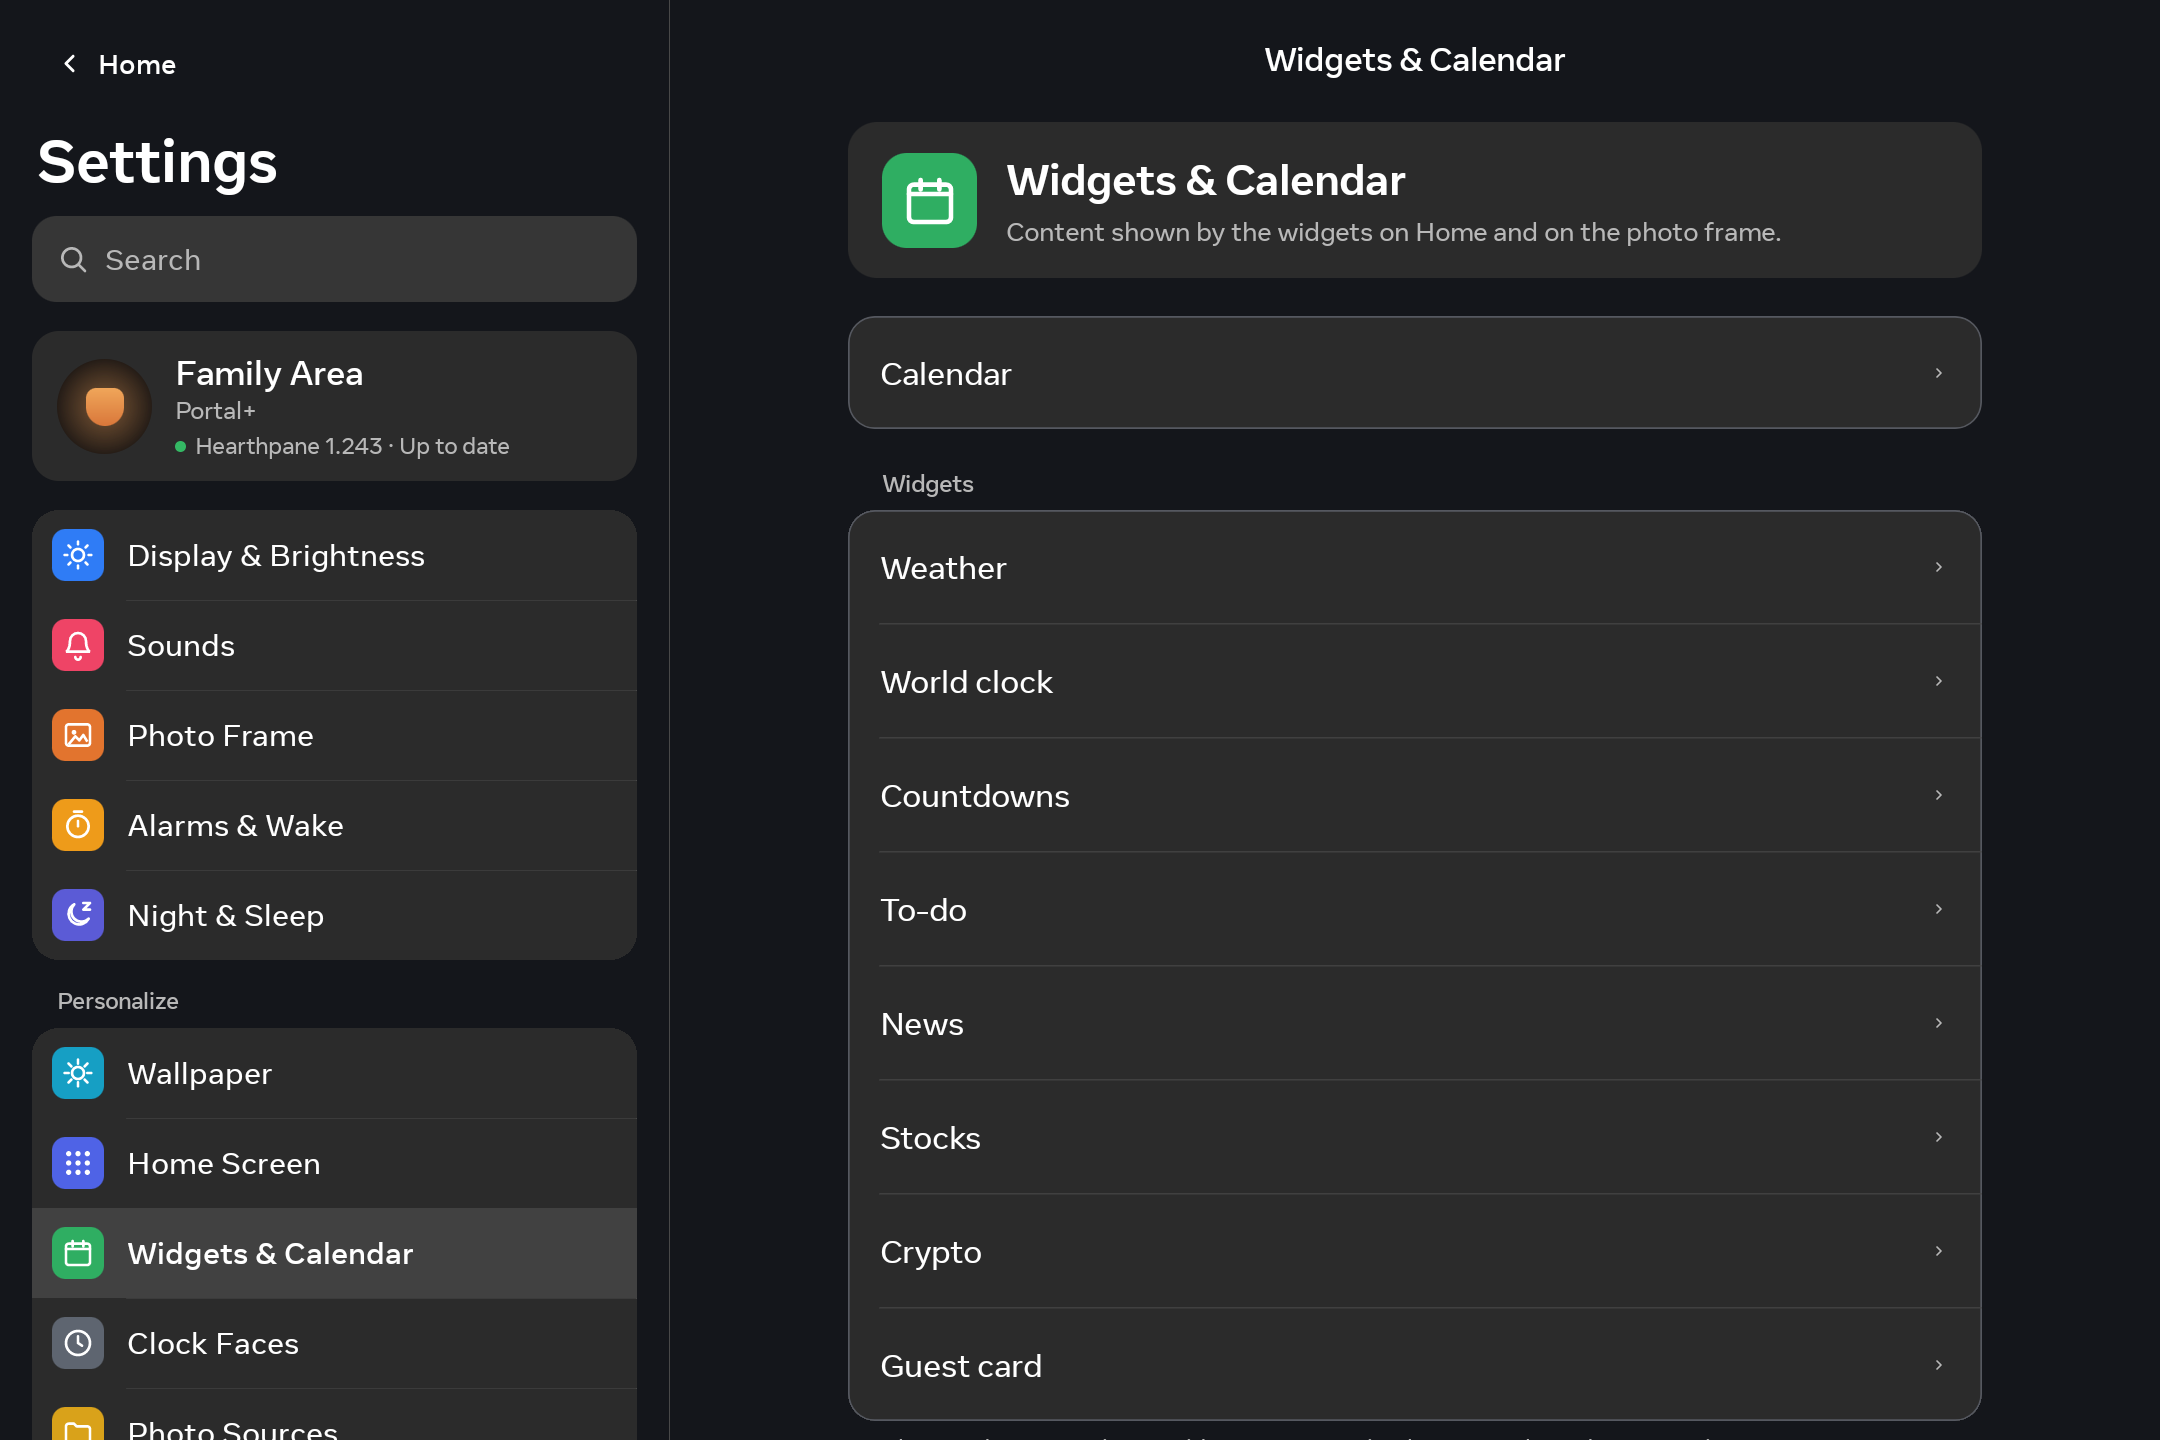 Home
Settings
Search
Family Area
Portal+
Hearthpane 1.243 · Up to date
Display & Brightness
Sounds
Photo Frame
Alarms & Wake
Night & Sleep
Personalize
Wallpaper
Home Screen
Widgets & Calendar
Clock Faces
Photo Sources
Widgets & Calendar
Widgets & Calendar
Content shown by the widgets on Home and on the photo frame.
Calendar
Widgets
Weather
World clock
Countdowns
To-do
News
Stocks
Crypto
Guest card